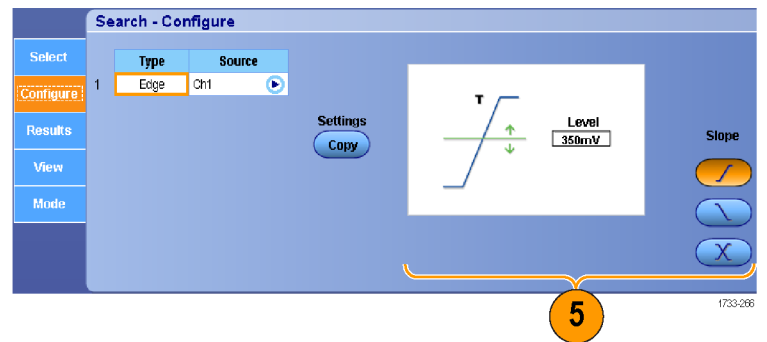 Search - Configure
Select
Configure
Results
View
Mode
Type Source
1 Edge Ch1
Settings
Copy
T
Level
350mV
Slope
5
1733-266